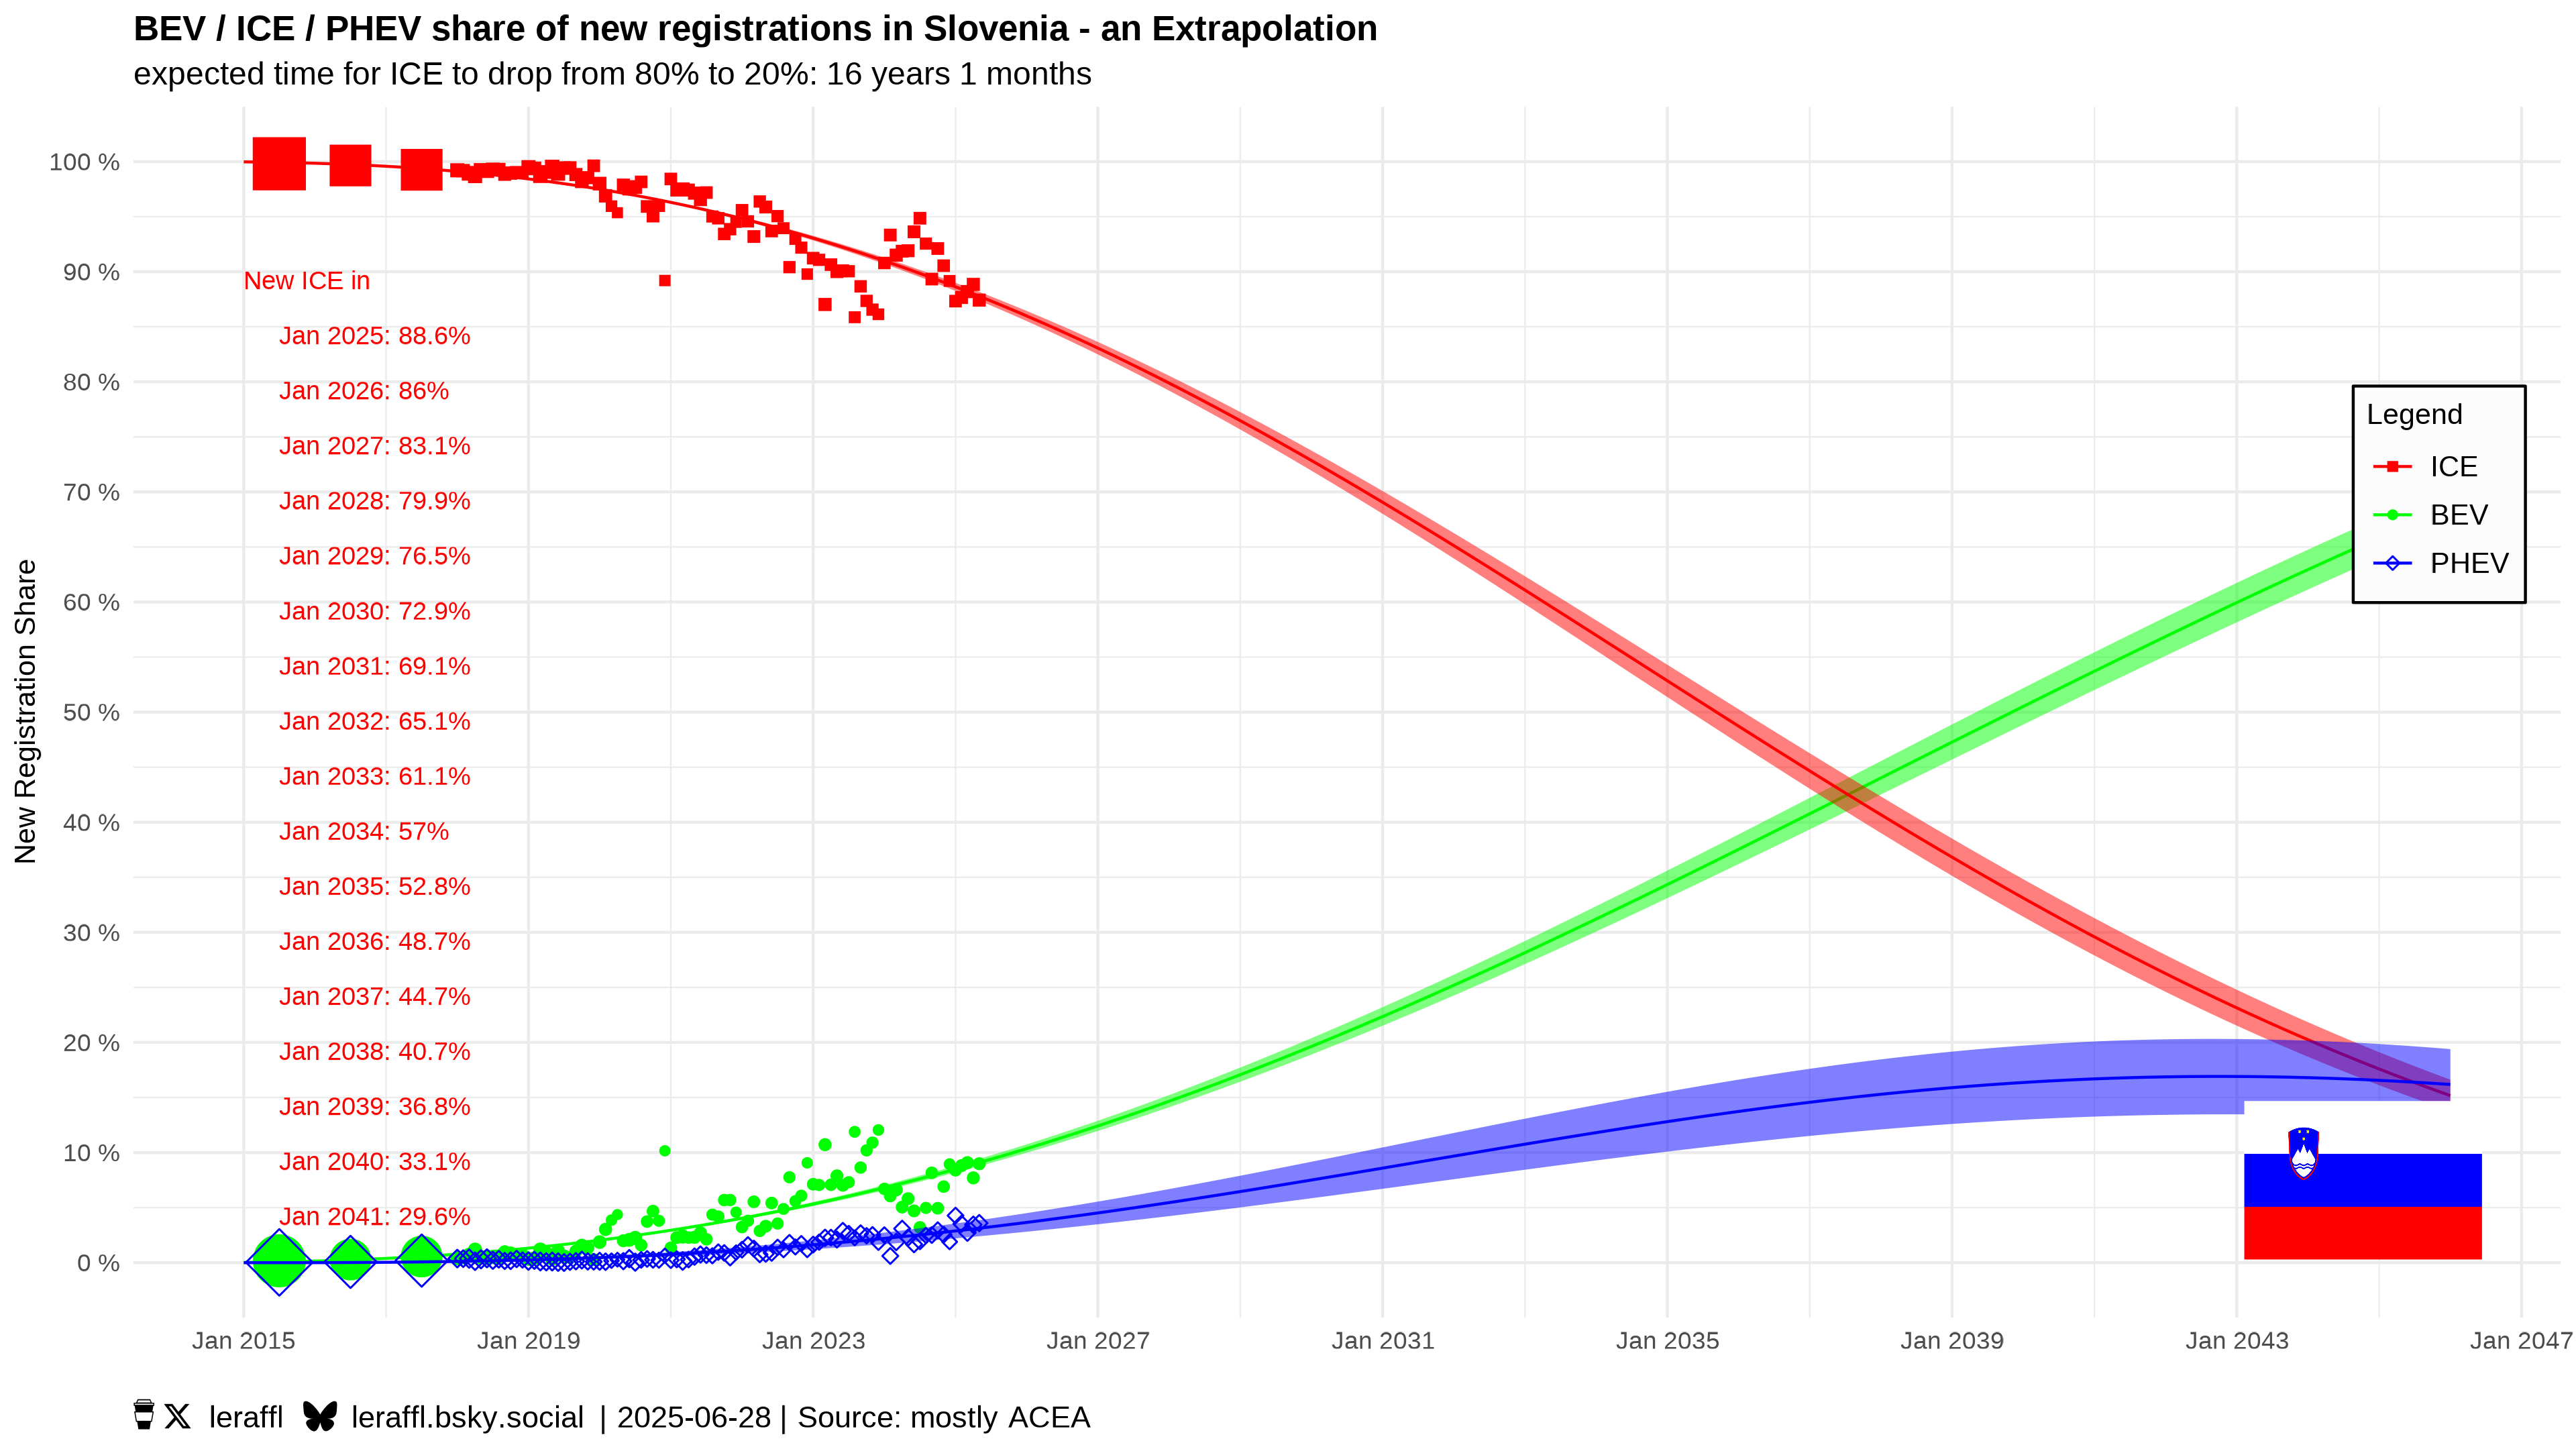 BEV / ICE / PHEV share of new registrations in Slovenia - an Extrapolation
expected time for ICE to drop from 80% to 20%: 16 years 1 months
New Registration Share
100 %
90 %
80 %
70 %
60 %
50 %
40 %
30 %
20 %
10 %
0 %
New ICE in
Jan 2025: 88.6%
Jan 2026: 86%
Jan 2027: 83.1%
Jan 2028: 79.9%
Jan 2029: 76.5%
Jan 2030: 72.9%
Jan 2031: 69.1%
Jan 2032: 65.1%
Jan 2033: 61.1%
Jan 2034: 57%
Jan 2035: 52.8%
Jan 2036: 48.7%
Jan 2037: 44.7%
Jan 2038: 40.7%
Jan 2039: 36.8%
Jan 2040: 33.1%
Jan 2041: 29.6%
Legend
ICE
BEV
PHEV
Jan 2015
Jan 2019
Jan 2023
Jan 2027
Jan 2031
Jan 2035
Jan 2039
Jan 2043
Jan 2047
leraffl leraffl.bsky.social | 2025-06-28 | Source: mostly ACEA